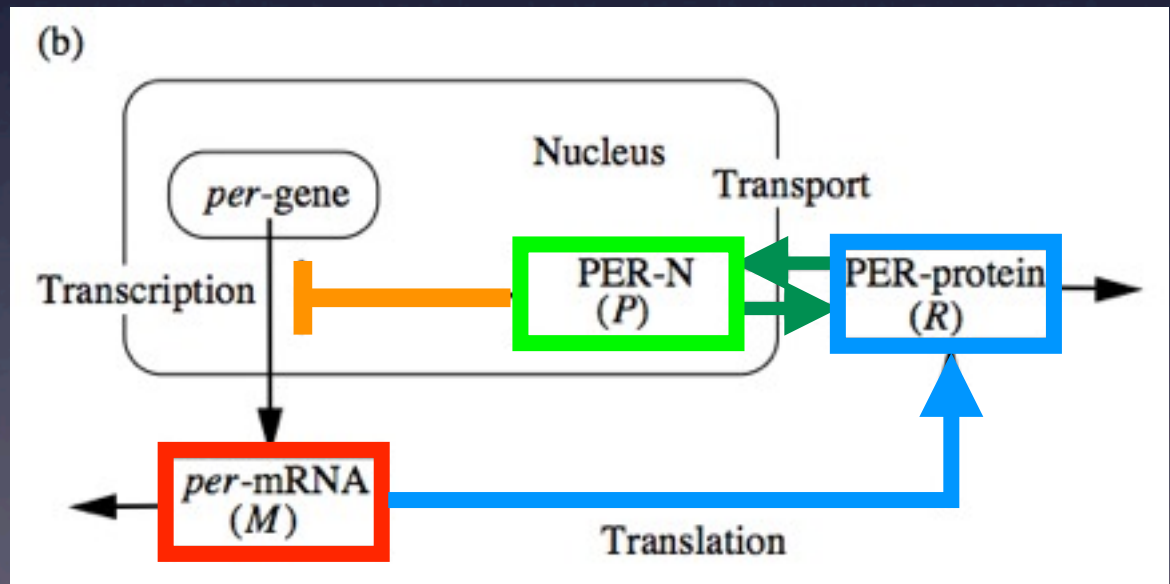 (b)
Nucleus
Transport
per-gene
Transcription
PER-N
(P)
PER-protein
(R)
per-mRNA
(M)
Translation